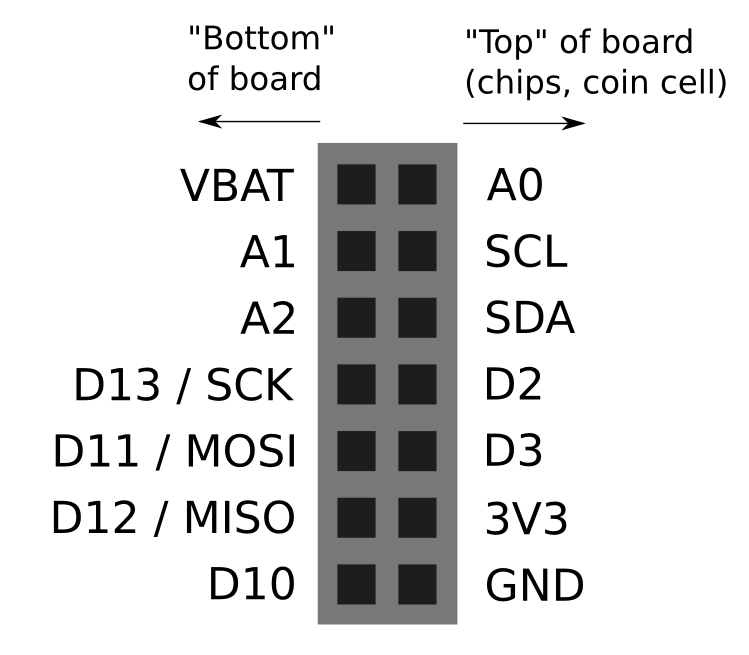 "Bottom"
of board
"Top" of board
(chips, coin cell)
VBAT A0
A1 SCL
A2 SDA
D13 / SCK D2
D11 / MOSI D3
D12 / MISO 3V3
D10 GND